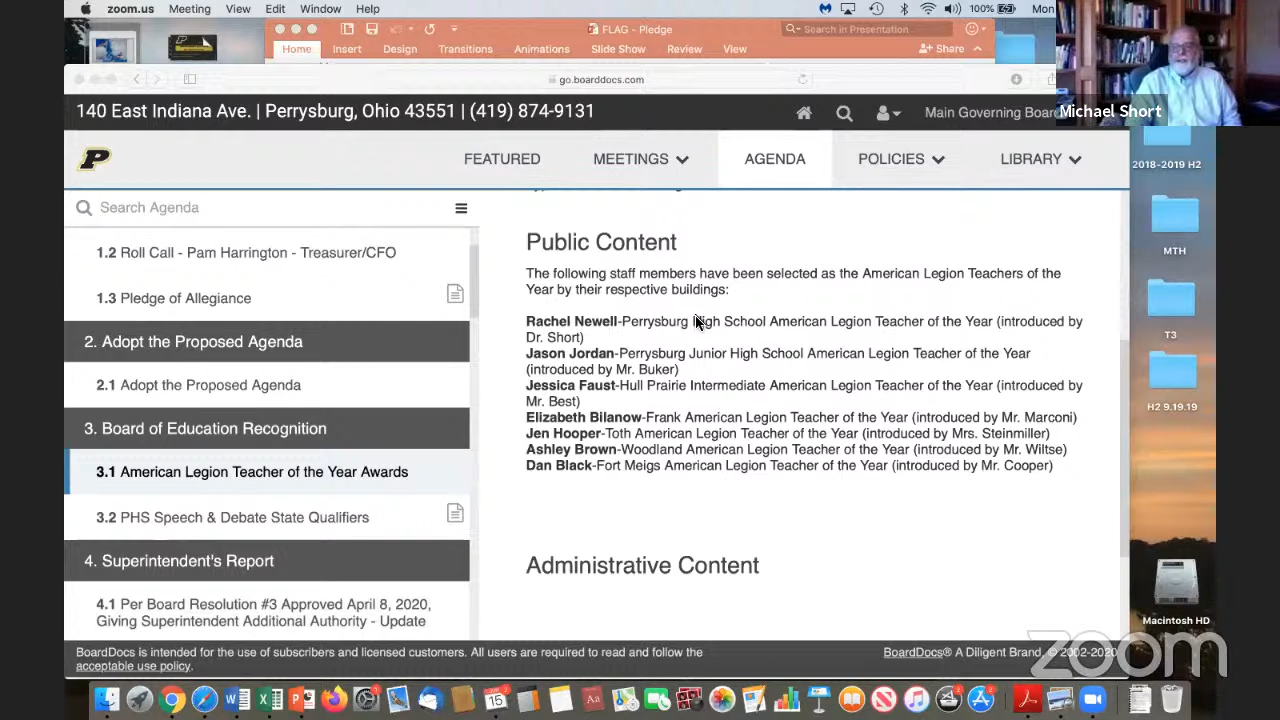 zoom.us Meeting View Edit Window Help 100% Mon
FLAG - Pledge
Search in Presentation
Home Insert Design Transitions Animations Slide Show Review View Share
go.boarddocs.com
140 East Indiana Ave. | Perrysburg, Ohio 43551 | (419) 874-9131
Main Governing Board
Michael Short
P
FEATURED MEETINGS AGENDA POLICIES LIBRARY
2018-2019 H2
Search Agenda
1.2 Roll Call - Pam Harrington - Treasurer/CFO
1.3 Pledge of Allegiance
2. Adopt the Proposed Agenda
2.1 Adopt the Proposed Agenda
3. Board of Education Recognition
3.1 American Legion Teacher of the Year Awards
3.2 PHS Speech & Debate State Qualifiers
4. Superintendent's Report
4.1 Per Board Resolution #3 Approved April 8, 2020,
Giving Superintendent Additional Authority - Update
Public Content
The following staff members have been selected as the American Legion Teachers of the
Year by their respective buildings:
Rachel Newell-Perrysburg High School American Legion Teacher of the Year (introduced by
Dr. Short)
Jason Jordan-Perrysburg Junior High School American Legion Teacher of the Year
(introduced by Mr. Buker)
Jessica Faust-Hull Prairie Intermediate American Legion Teacher of the Year (introduced by
Mr. Best)
Elizabeth Bilanow-Frank American Legion Teacher of the Year (introduced by Mr. Marconi)
Jen Hooper-Toth American Legion Teacher of the Year (introduced by Mrs. Steinmiller)
Ashley Brown-Woodland American Legion Teacher of the Year (introduced by Mr. Wiltse)
Dan Black-Fort Meigs American Legion Teacher of the Year (introduced by Mr. Cooper)
Administrative Content
MTH
T3
H2 9.19.19
Macintosh HD
BoardDocs is intended for the use of subscribers and licensed customers. All users are required to read and follow the
acceptable use policy.
BoardDocs® A Diligent Brand. © 2002-2020
zoom
15